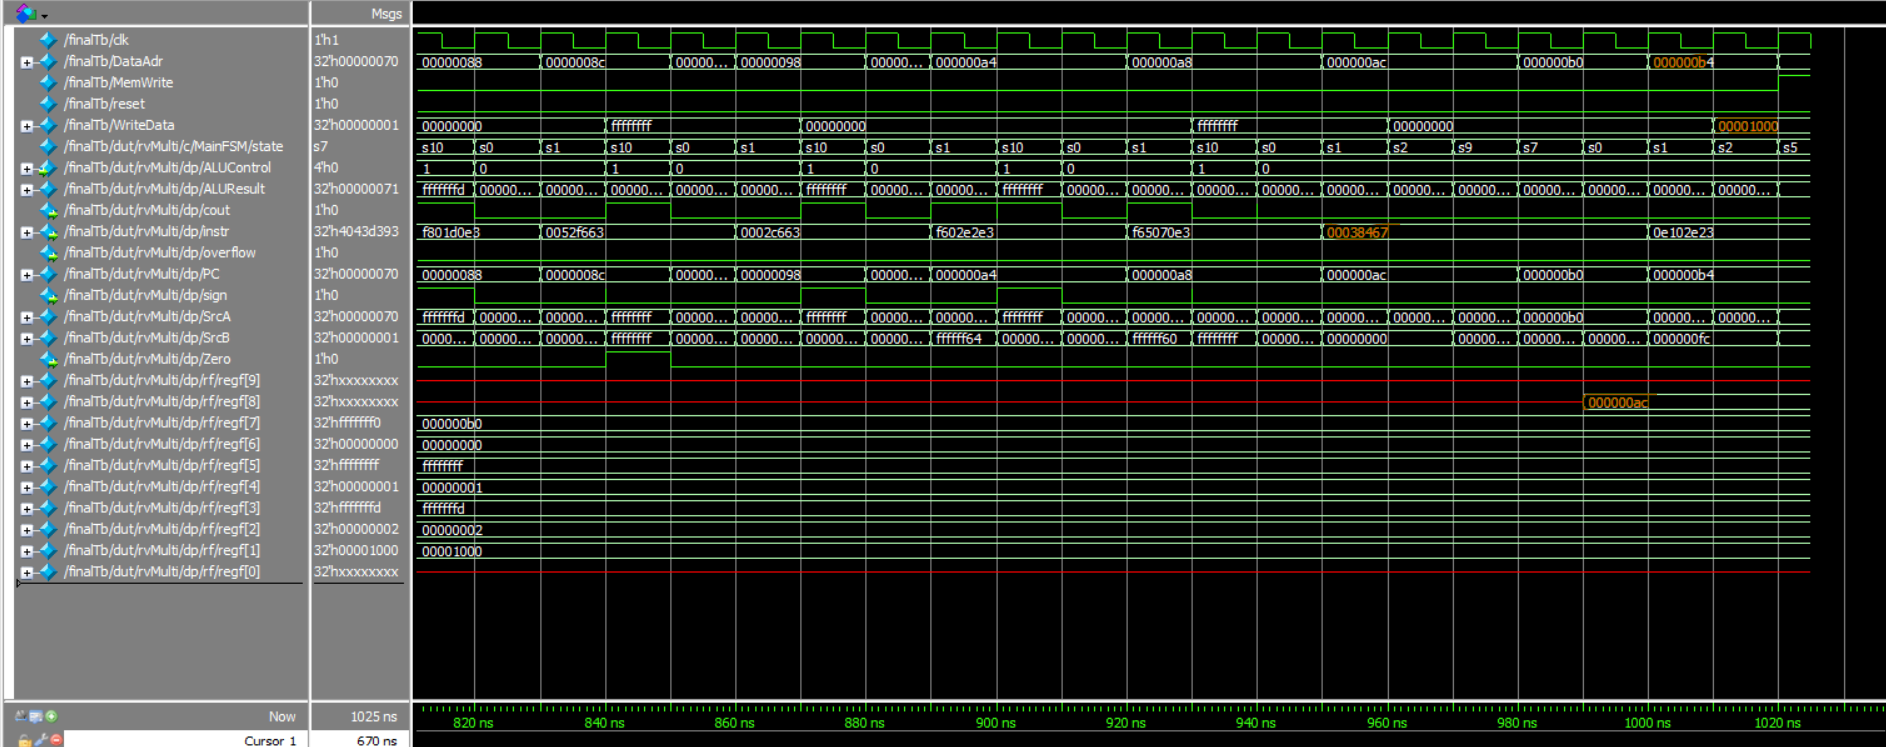 Msgs
/finalTb/clk 1'h1
/finalTb/DataAdr 32'h00000070 00000088 0000008c 00000... 00000098 00000... 000000a4 000000a8 000000ac 000000b0 000000b4
/finalTb/MemWrite 1'h0
/finalTb/reset 1'h0
/finalTb/WriteData 32'h00000001 00000000 ffffffff 00000000 ffffffff 00000000 00001000
/finalTb/dut/rvMulti/c/MainFSM/state s7 s10 s0 s1 s10 s0 s1 s10 s0 s1 s10 s0 s1 s10 s0 s1 s2 s9 s7 s0 s1 s2 s5
/finalTb/dut/rvMulti/dp/ALUControl 4'h0 1 0 1 0 1 0 1 0 1 0
/finalTb/dut/rvMulti/dp/ALUResult 32'h00000071 fffffffd 00000... 00000... 00000... 00000... 00000... ffffffff 00000... 00000... ffffffff 00000... 00000... 00000... 00000... 00000... 00000... 00000... 00000... 00000... 00000... 00000...
/finalTb/dut/rvMulti/dp/cout 1'h0
/finalTb/dut/rvMulti/dp/instr 32'h4043d393 f801d0e3 0052f663 0002c663 f602e2e3 f65070e3 00038467 0e102e23
/finalTb/dut/rvMulti/dp/overflow 1'h0
/finalTb/dut/rvMulti/dp/PC 32'h00000070 00000088 0000008c 00000... 00000098 00000... 000000a4 000000a8 000000ac 000000b0 000000b4
/finalTb/dut/rvMulti/dp/sign 1'h0
/finalTb/dut/rvMulti/dp/SrcA 32'h00000070 fffffffd 00000... 00000... ffffffff 00000... 00000... ffffffff 00000... 00000... ffffffff 00000... 00000... 00000... 00000... 00000... 00000... 00000... 000000b0 00000... 00000...
/finalTb/dut/rvMulti/dp/SrcB 32'h00000001 0000... 00000... 00000... ffffffff 00000... 00000... 00000... 00000... ffffff64 00000... 00000... ffffff60 ffffffff 00000... 00000000 00000... 00000... 00000... 000000fc
/finalTb/dut/rvMulti/dp/Zero 1'h0
/finalTb/dut/rvMulti/dp/rf/regf[9] 32'hxxxxxxxx
/finalTb/dut/rvMulti/dp/rf/regf[8] 32'hxxxxxxxx 000000ac
/finalTb/dut/rvMulti/dp/rf/regf[7] 32'hfffffff0 000000b0
/finalTb/dut/rvMulti/dp/rf/regf[6] 32'h00000000 00000000
/finalTb/dut/rvMulti/dp/rf/regf[5] 32'hffffffff ffffffff
/finalTb/dut/rvMulti/dp/rf/regf[4] 32'h00000001 00000001
/finalTb/dut/rvMulti/dp/rf/regf[3] 32'hfffffffd fffffffd
/finalTb/dut/rvMulti/dp/rf/regf[2] 32'h00000002 00000002
/finalTb/dut/rvMulti/dp/rf/regf[1] 32'h00001000 00001000
/finalTb/dut/rvMulti/dp/rf/regf[0] 32'hxxxxxxxx
Now 1025 ns 820 ns 840 ns 860 ns 880 ns 900 ns 920 ns 940 ns 960 ns 980 ns 1000 ns 1020 ns
Cursor 1 670 ns